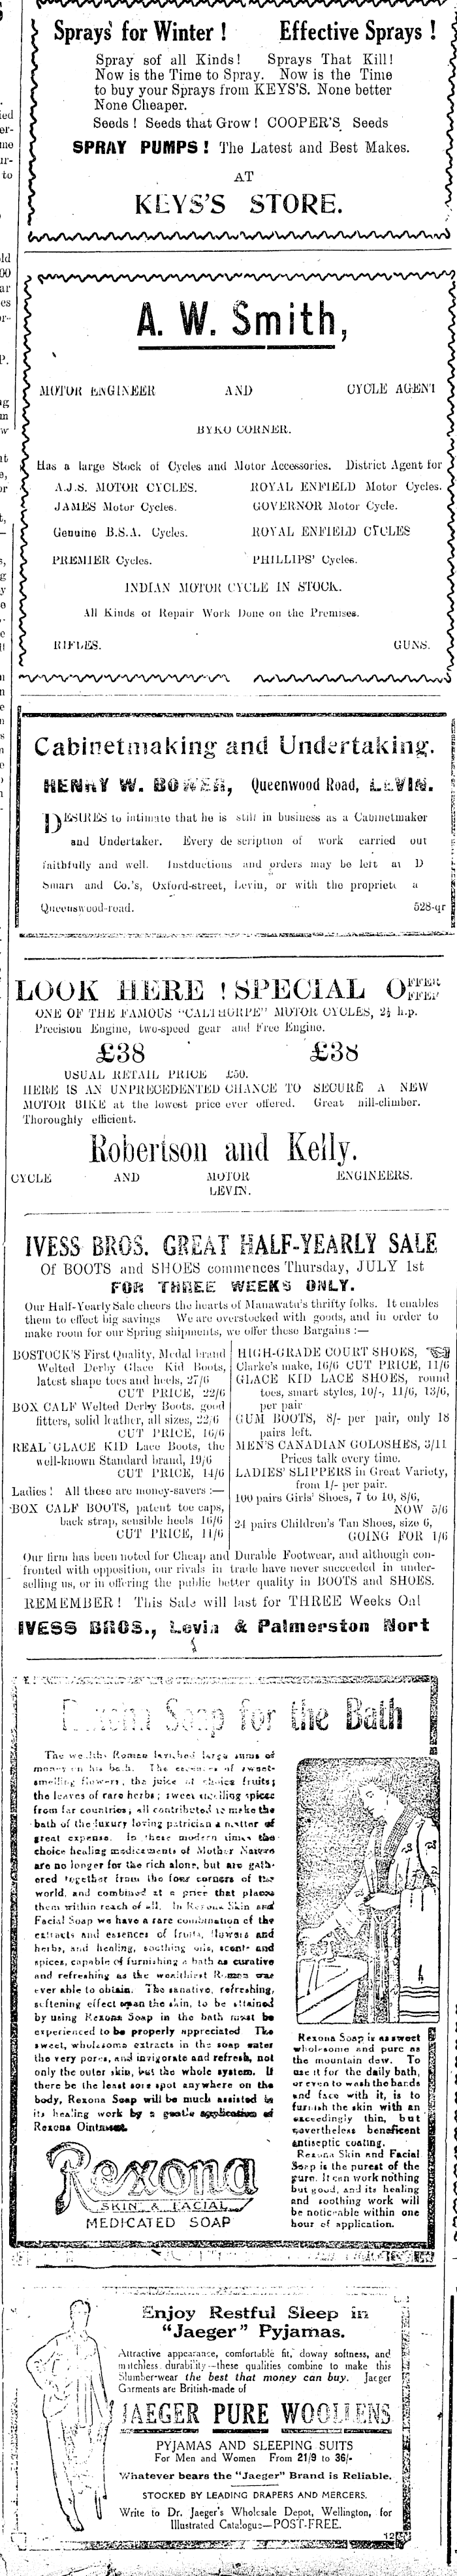 Sprays for Winter ! Effective Sprays !
Spray sof all Kinds! Sprays That Kill!
Now is the Time to Spray. Now is the Time
to buy your Sprays from KEYS'S. None better
None Cheaper.
Seeds ! Seeds that Grow ! COOPER'S Seeds
SPRAY PUMPS ! The Latest and Best Makes.
AT
KEYS'S STORE.
A. W. Smith,
MOTOR ENGINEER AND CYCLE AGENT
BYKO CORNER.
Has a large Stock of Cycles and Motor Accessories. District Agent for
A.J.S. MOTOR CYCLES. ROYAL ENFIELD Motor Cycles.
JAMES Motor Cycles. GOVERNOR Motor Cycle.
Genuine B.S.A. Cycles. ROYAL ENFIELD CYCLES
PREMIER Cycles. PHILLIPS' Cycles.
INDIAN MOTOR CYCLE IN STOCK.
All Kinds of Repair Work Done on the Premises.
RIFLES. GUNS.
Cabinetmaking and Undertaking.
HENRY W. BOWER, Queenwood Road, LEVIN.
DESIRES to intimate that he is still in business as a Cabinetmaker
and Undertaker. Every de scription of work carried out
faithfully and well. Instductions and orders may be left at D
Smart and Co.'s, Oxford-street, Levin, or with the propriet a
Queenswood-road. 528-qr
LOOK HERE ! SPECIAL OFFER
OFFER
ONE OF THE FAMOUS "CALTHORPE" MOTOR CYCLES, 2½ h.p.
Precision Engine, two-speed gear and Free Engine.
£38 £38
USUAL RETAIL PRICE £50.
HERE IS AN UNPRECEDENTED CHANCE TO SECURE A NEW
MOTOR BIKE at the lowest price ever offered. Great hill-climber.
Thoroughly efficient.
Robertson and Kelly.
CYCLE AND MOTOR ENGINEERS.
LEVIN.
IVESS BROS. GREAT HALF-YEARLY SALE
Of BOOTS and SHOES commences Thursday, JULY 1st
FOR THREE WEEKS ONLY.
Our Half-Yearly Sale cheers the hearts of Manawatu's thrifty folks. It enables
them to effect big savings We are overstocked with goods, and in order to
make room for our Spring shipments, we offer these Bargains :—
BOSTOCK'S First Quality, Medal brand
Welted Derby Glace Kid Boots,
latest shape toes and heels, 27/6
CUT PRICE, 22/6
BOX CALF Welted Derby Boots. good
fitters, solid leather, all sizes, 22/6
CUT PRICE, 16/6
REAL GLACE KID Lace Boots, the
well-known Standard brand, 19/6
CUT PRICE, 14/6
Ladies ! All these are money-savers :—
BOX CALF BOOTS, patent toe caps,
back strap, sensible heels 16/6
CUT PRICE, 11/6
HIGH-GRADE COURT SHOES,
Clarke's make, 16/6 CUT PRICE, 11/6
GLACE KID LACE SHOES, round
toes, smart styles, 10/-, 11/6, 13/6,
per pair
GUM BOOTS, 8/- per pair, only 18
pairs left.
MEN'S CANADIAN GOLOSHES, 3/11
Prices talk every time.
LADIES' SLIPPERS in Great Variety,
from 1/- per pair.
100 pairs Girls' Shoes, 7 to 10, 8/6,
NOW 5/6
24 pairs Children's Tan Shoes, size 6,
GOING FOR 1/6
Our firm has been noted for Cheap and Durable Footwear, and although con-
fronted with opposition, our rivals in trade have never succeeded in under-
selling us, or in offering the public better quality in BOOTS and SHOES.
REMEMBER ! This Sale will last for THREE Weeks Onl
IVESS BROS., Levin & Palmerston Nort
Rexona Soap for the Bath
The wealthy Roman lavished large sums of
money on his bath. The essences of sweet-
smelling flowers, the juice of choice fruits;
the leaves of rare herbs; sweet smelling spices
from far countries, all contributed to make the
bath of the luxury loving patrician a matter of
great expense. In these modern times the
choice healing medicaments of Mother Nature
are no longer for the rich alone, but are gath-
ered together from the four corners of the
world, and combined at a price that places
them within reach of all. In Rexona Skin and
Facial Soap we have a rare combination of the
extracts and essences of fruits, flowers and
herbs, and healing, soothing oils, scents and
spices, capable of furnishing a bath as curative
and refreshing as the wealthiest Roman was
ever able to obtain. The sanative, refreshing,
softening effect upon the skin, to be attained
by using Rexona Soap in the bath must be
experienced to be properly appreciated The
sweet, wholesome extracts in the soap enter
the very pores, and invigorate and refresh, not
only the outer skin, but the whole system. If
there be the least sore spot anywhere on the
body, Rexona Soap will be much assisted in
its healing work by a gentle application of
Rexona Ointment.
Rexona
SKIN & FACIAL
MEDICATED SOAP
Rexona Soap is as sweet
wholesome and pure as
the mountain dew. To
use it for the daily bath,
or even to wash the hands
and face with it, is to
furnish the skin with an
exceedingly thin, but
nevertheless beneficent
antiseptic coating.
Rexona Skin and Facial
Soap is the purest of the
pure. It can work nothing
but good, and its healing
and soothing work will
be noticeable within one
hour of application.
Enjoy Restful Sleep in
"Jaeger" Pyjamas.
Attractive appearance, comfortable fit, downy softness, and
matchless durability—these qualities combine to make this
Slumber-wear the best that money can buy. Jaeger
Garments are British-made of
JAEGER PURE WOOLLENS
PYJAMAS AND SLEEPING SUITS
For Men and Women From 21/9 to 36/-
Whatever bears the "Jaeger" Brand is Reliable.
STOCKED BY LEADING DRAPERS AND MERCERS.
Write to Dr. Jaeger's Wholesale Depot, Wellington, for
Illustrated Catalogue—POST-FREE.
12